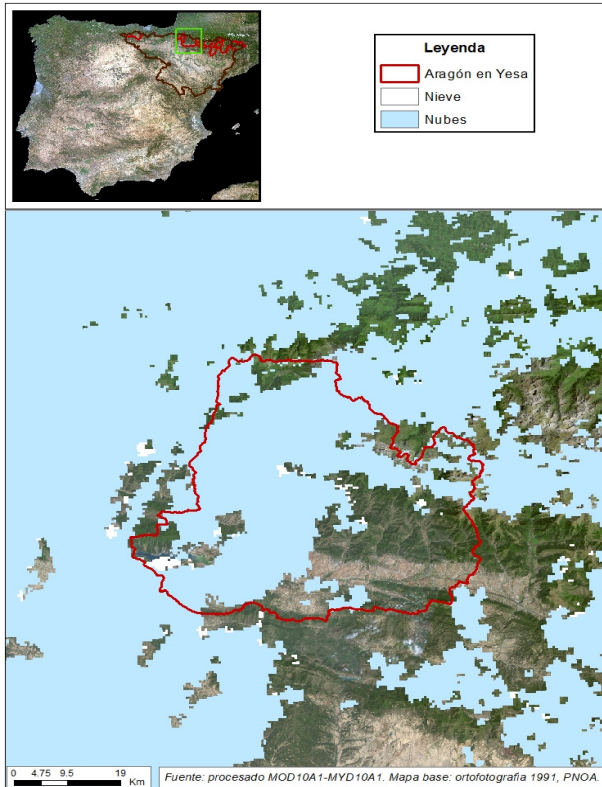 Leyenda
Aragón en Yesa
Nieve
Nubes
0 4.75 9.5 19
Km
Fuente: procesado MOD10A1-MYD10A1. Mapa base: ortofotografia 1991, PNOA.